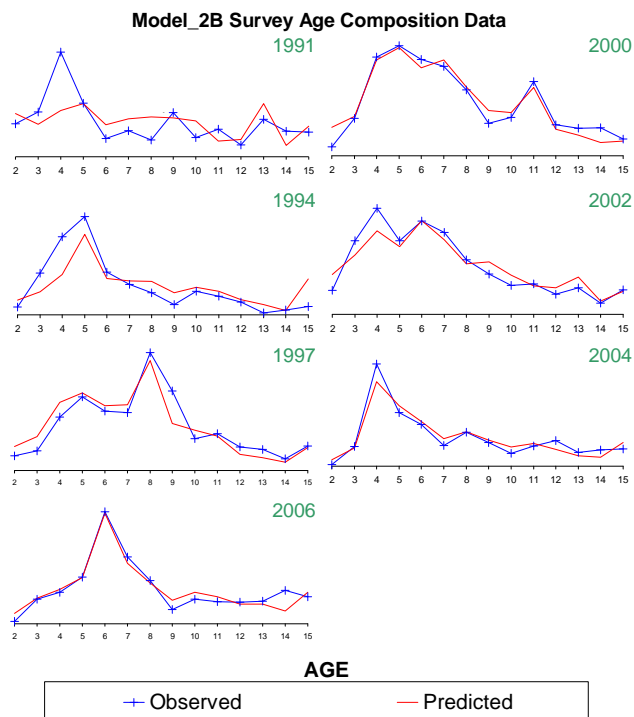 Model_2B Survey Age Composition Data
1991
2 3 4 5 6 7 8 9 10 11 12 13 14 15
2000
2 3 4 5 6 7 8 9 10 11 12 13 14 15
1994
2 3 4 5 6 7 8 9 10 11 12 13 14 15
2002
2 3 4 5 6 7 8 9 10 11 12 13 14 15
1997
2 3 4 5 6 7 8 9 10 11 12 13 14 15
2004
2 3 4 5 6 7 8 9 10 11 12 13 14 15
2006
2 3 4 5 6 7 8 9 10 11 12 13 14 15
AGE
Observed Predicted